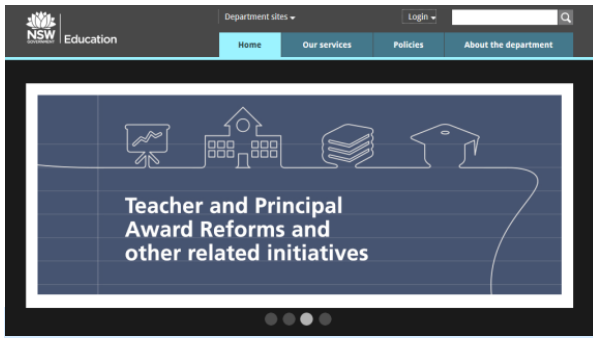 Department sites
Login
NSW
GOVERNMENT
Education
Home
Our services
Policies
About the department
Teacher and Principal
Award Reforms and
other related initiatives